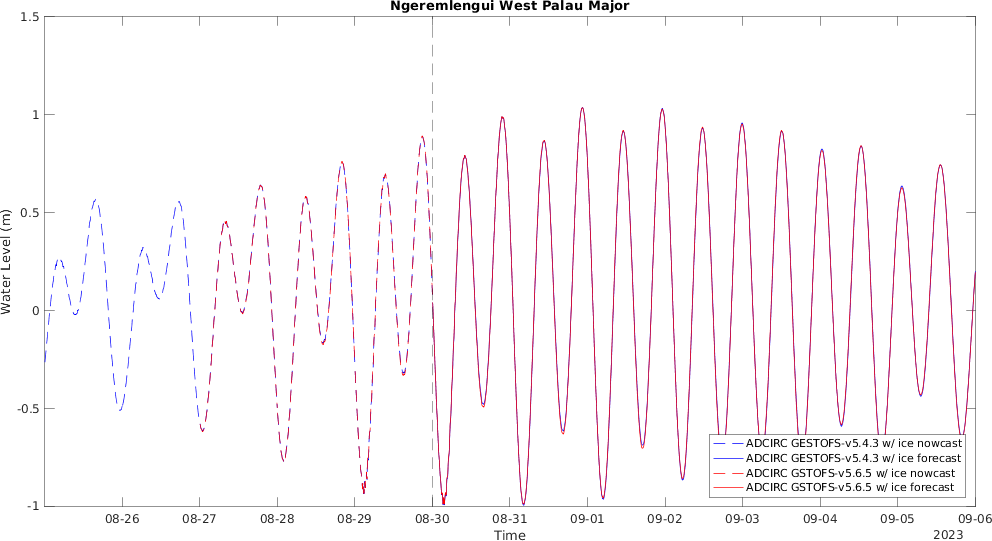 Ngeremlengui West Palau Major
1.5
1
0.5
0
-0.5
-1
Water Level (m)
ADCIRC GESTOFS-v5.4.3 w/ ice nowcast
ADCIRC GESTOFS-v5.4.3 w/ ice forecast
ADCIRC GSTOFS-v5.6.5 w/ ice nowcast
ADCIRC GSTOFS-v5.6.5 w/ ice forecast
08-26 08-27 08-28 08-29 08-30 08-31 09-01 09-02 09-03 09-04 09-05 09-06
Time
2023